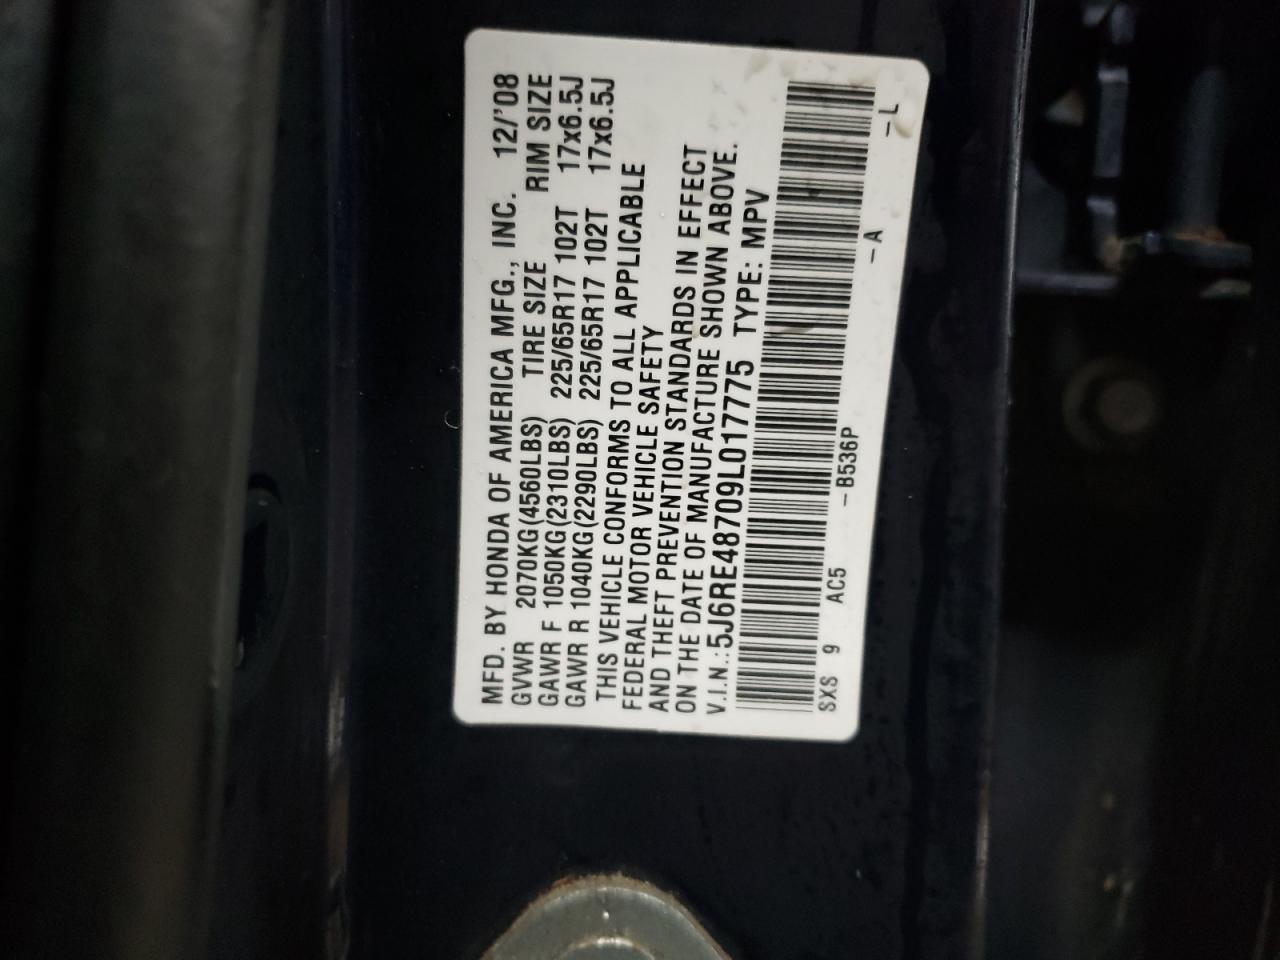 MFD. BY HONDA OF AMERICA MFG., INC. 12/'08
GVWR 2070KG(4560LBS) TIRE SIZE RIM SIZE
GAWR F 1050KG(2310LBS) 225/65R17 102T 17x6.5J
GAWR R 1040KG(2290LBS) 225/65R17 102T 17x6.5J
THIS VEHICLE CONFORMS TO ALL APPLICABLE
FEDERAL MOTOR VEHICLE SAFETY
AND THEFT PREVENTION STANDARDS IN EFFECT
ON THE DATE OF MANUFACTURE SHOWN ABOVE.
V.I.N.:5J6RE48709L017775 TYPE: MPV
SXS 9 AC5 -B536P -A -L